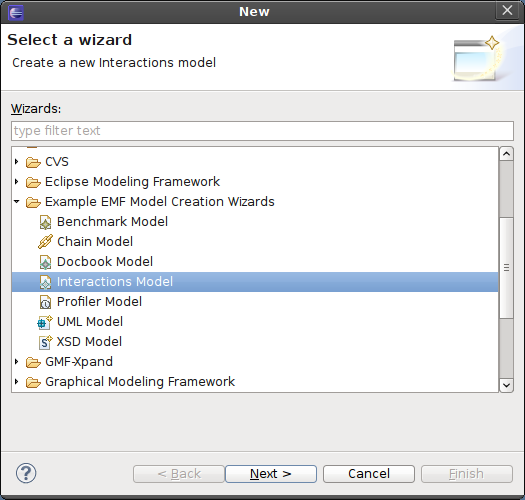 New
Select a wizard
Create a new Interactions model
Wizards:
type filter text
CVS
Eclipse Modeling Framework
Example EMF Model Creation Wizards
Benchmark Model
Chain Model
Docbook Model
Interactions Model
Profiler Model
UML Model
XSD Model
GMF-Xpand
Graphical Modeling Framework
< Back
Next >
Cancel
Finish